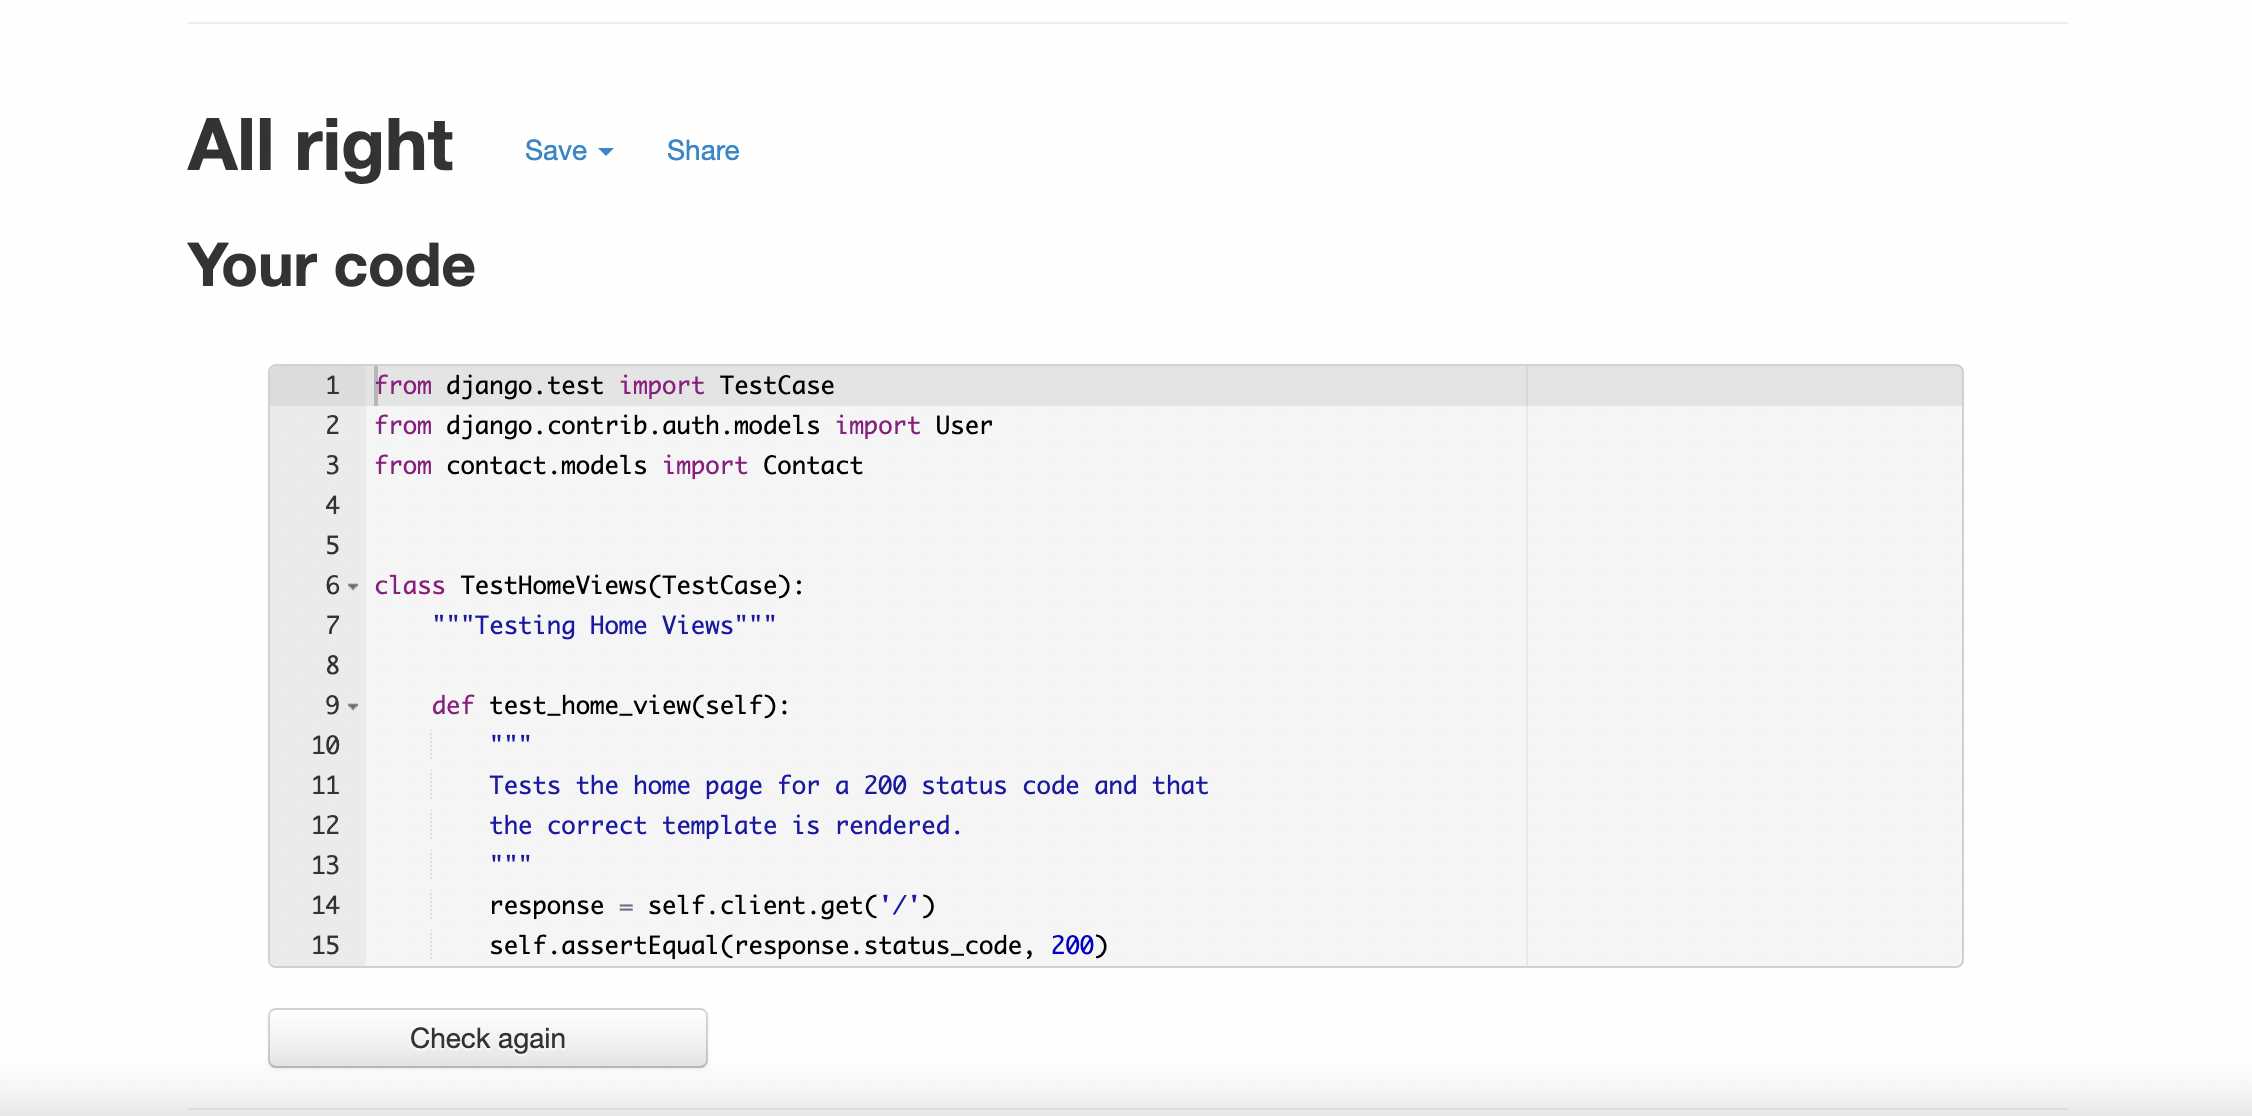 All right
Save
Share
Your code
1 from django.test import TestCase
2 from django.contrib.auth.models import User
3 from contact.models import Contact
4
5
6 class TestHomeViews(TestCase):
7     """Testing Home Views"""
8
9     def test_home_view(self):
10         """
11         Tests the home page for a 200 status code and that
12         the correct template is rendered.
13         """
14         response = self.client.get('/')
15         self.assertEqual(response.status_code, 200)
Check again